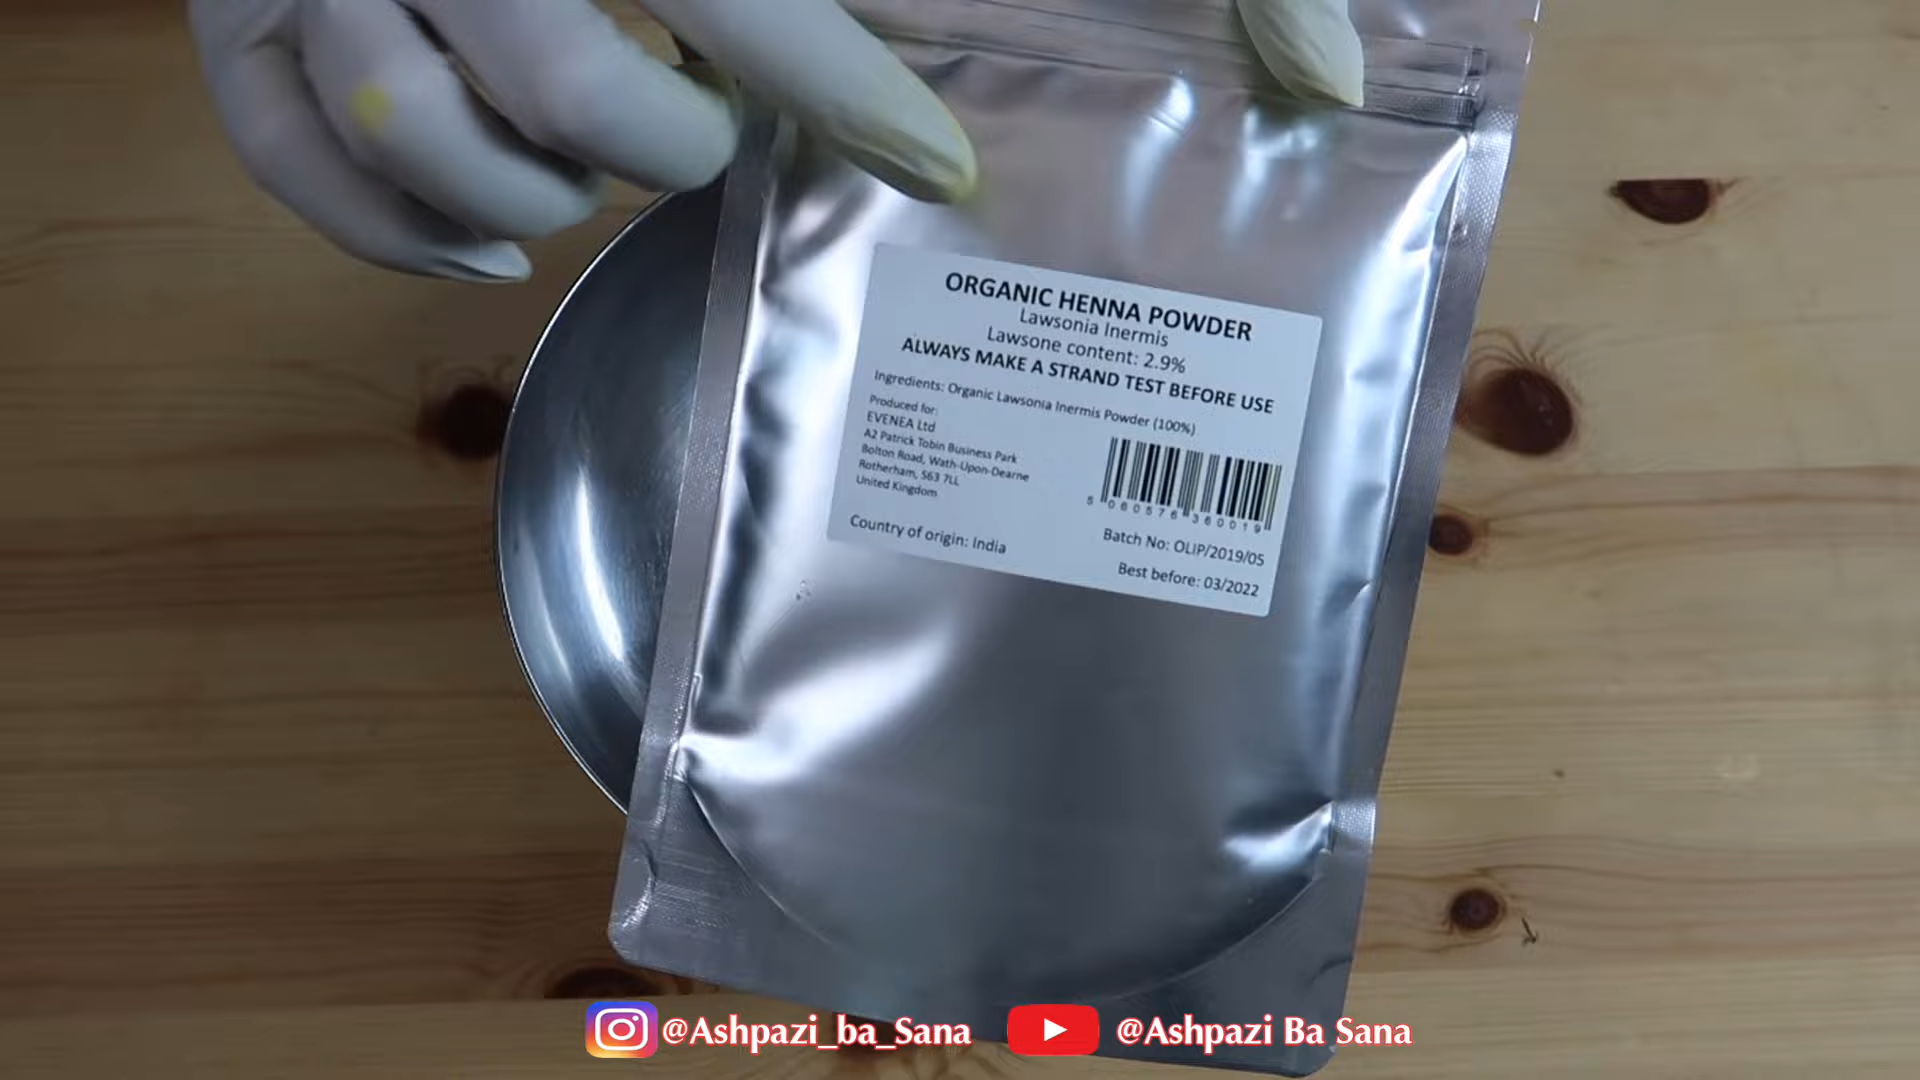 ORGANIC HENNA POWDER
Lawsonia Inermis
Lawsone content: 2.9%
ALWAYS MAKE A STRAND TEST BEFORE USE
Ingredients: Organic Lawsonia Inermis Powder (100%)
Produced for:
EVENEA Ltd
A2 Patrick Tobin Business Park
Bolton Road, Wath-Upon-Dearne
Rotherham, S63 7LL
United Kingdom
5 060576 360019
Country of origin: India
Batch No: OLIP/2019/05
Best before: 03/2022
@Ashpazi_ba_Sana
@Ashpazi Ba Sana